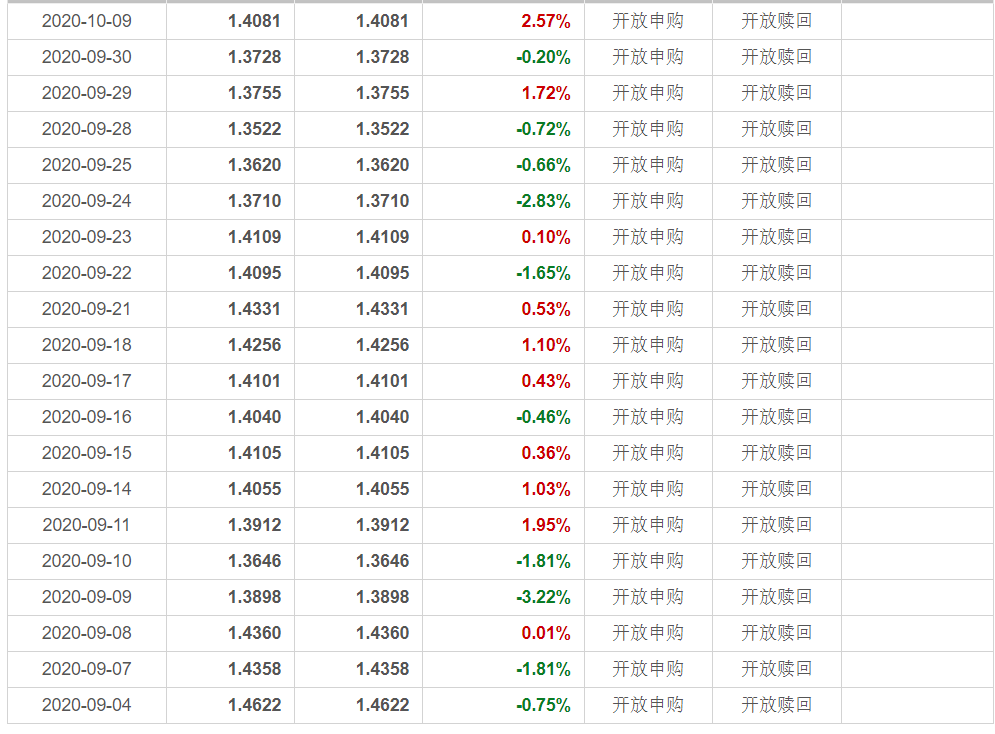 2020-10-09 1.4081 1.4081 2.57% 开放申购 开放赎回
2020-09-30 1.3728 1.3728 -0.20% 开放申购 开放赎回
2020-09-29 1.3755 1.3755 1.72% 开放申购 开放赎回
2020-09-28 1.3522 1.3522 -0.72% 开放申购 开放赎回
2020-09-25 1.3620 1.3620 -0.66% 开放申购 开放赎回
2020-09-24 1.3710 1.3710 -2.83% 开放申购 开放赎回
2020-09-23 1.4109 1.4109 0.10% 开放申购 开放赎回
2020-09-22 1.4095 1.4095 -1.65% 开放申购 开放赎回
2020-09-21 1.4331 1.4331 0.53% 开放申购 开放赎回
2020-09-18 1.4256 1.4256 1.10% 开放申购 开放赎回
2020-09-17 1.4101 1.4101 0.43% 开放申购 开放赎回
2020-09-16 1.4040 1.4040 -0.46% 开放申购 开放赎回
2020-09-15 1.4105 1.4105 0.36% 开放申购 开放赎回
2020-09-14 1.4055 1.4055 1.03% 开放申购 开放赎回
2020-09-11 1.3912 1.3912 1.95% 开放申购 开放赎回
2020-09-10 1.3646 1.3646 -1.81% 开放申购 开放赎回
2020-09-09 1.3898 1.3898 -3.22% 开放申购 开放赎回
2020-09-08 1.4360 1.4360 0.01% 开放申购 开放赎回
2020-09-07 1.4358 1.4358 -1.81% 开放申购 开放赎回
2020-09-04 1.4622 1.4622 -0.75% 开放申购 开放赎回